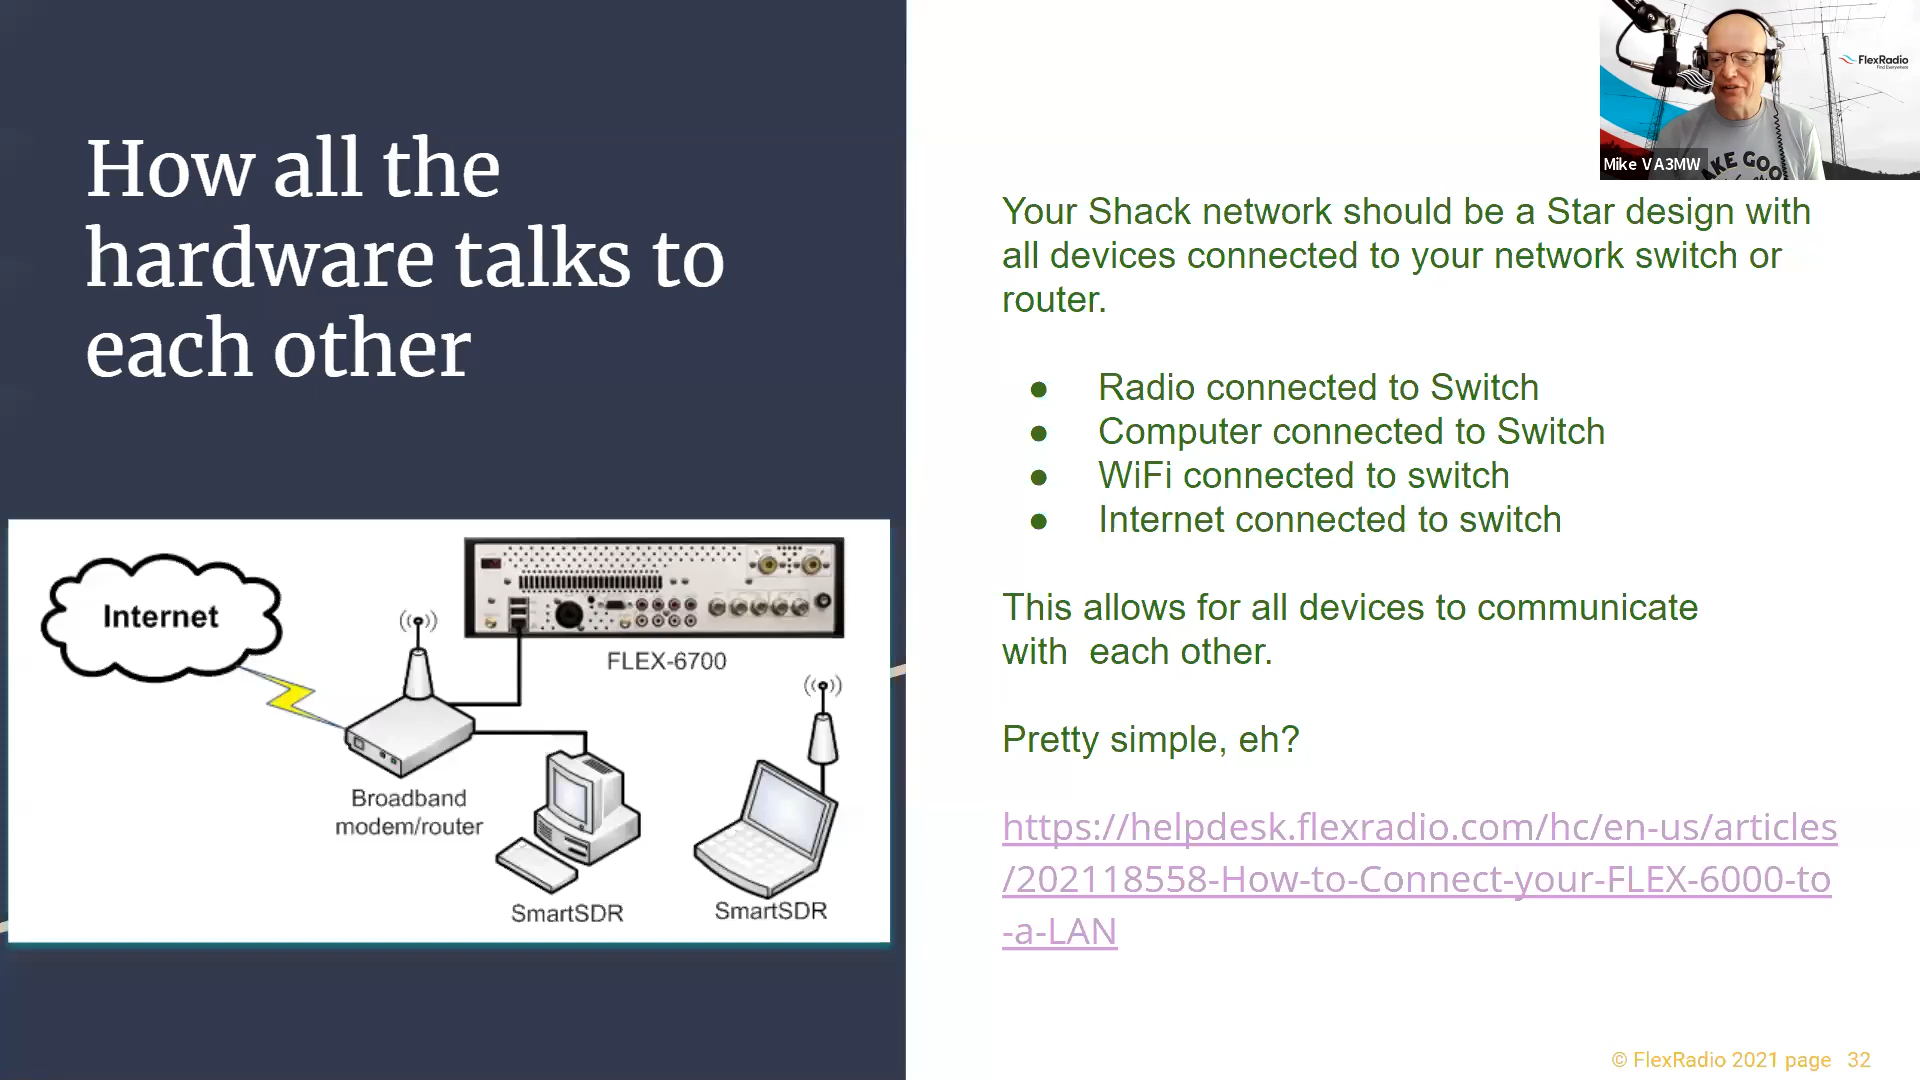 How all the
hardware talks to
each other
Internet
FLEX-6700
Broadband
modem/router
SmartSDR
SmartSDR
FlexRadio
Mike VA3MW
AKE GOO
Your Shack network should be a Star design with
all devices connected to your network switch or
router.
● Radio connected to Switch
● Computer connected to Switch
● WiFi connected to switch
● Internet connected to switch
This allows for all devices to communicate
with  each other.
Pretty simple, eh?
https://helpdesk.flexradio.com/hc/en-us/articles
/202118558-How-to-Connect-your-FLEX-6000-to
-a-LAN
© FlexRadio 2021 page 32